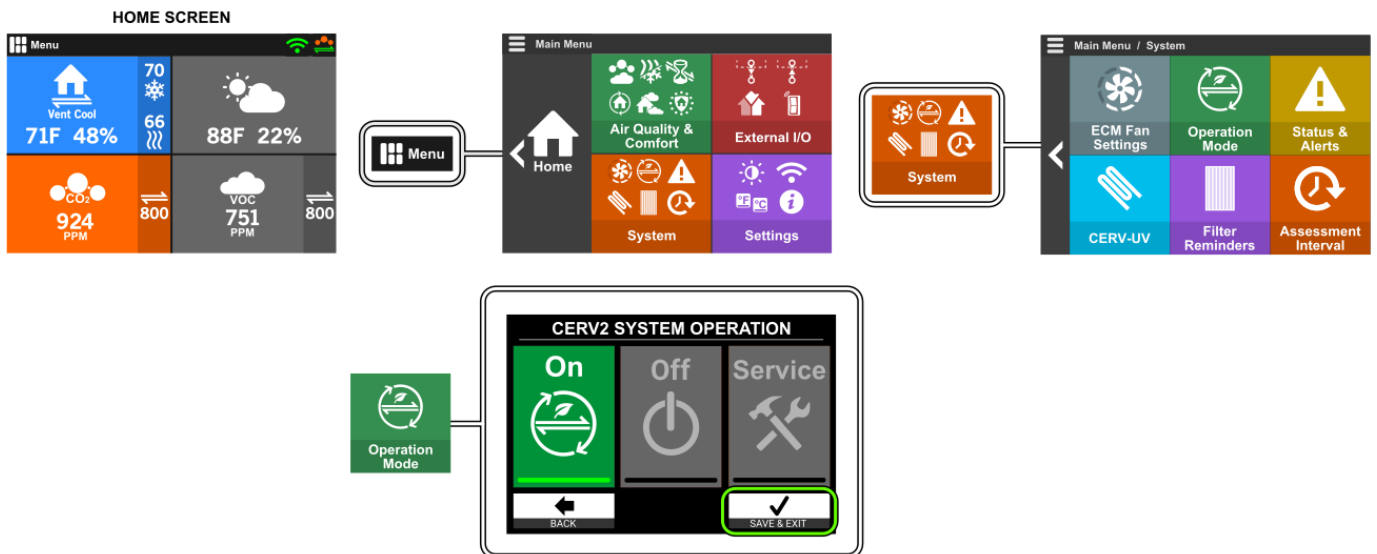 HOME SCREEN
Menu
70
Vent Cool
66
71F 48%
88F 22%
CO2
924
PPM
800
VOC
751
PPM
800
Menu
Main Menu
Home
Air Quality &
Comfort
External I/O
°F °C
System
Settings
System
Main Menu / System
ECM Fan
Settings
Operation
Mode
Status &
Alerts
CERV-UV
Filter
Reminders
Assessment
Interval
Operation
Mode
CERV2 SYSTEM OPERATION
On
Off
Service
BACK
SAVE & EXIT